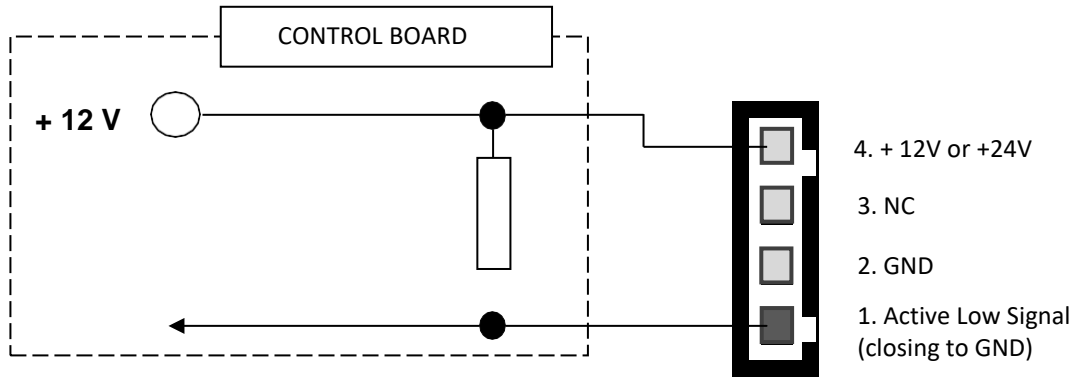 CONTROL BOARD
+ 12 V
4. + 12V or +24V
3. NC
2. GND
1. Active Low Signal
(closing to GND)